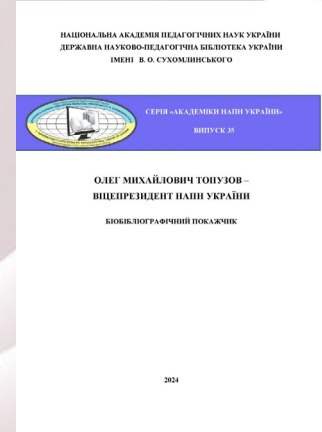 НАЦІОНАЛЬНА АКАДЕМІЯ ПЕДАГОГІЧНИХ НАУК УКРАЇНИ
ДЕРЖАВНА НАУКОВО-ПЕДАГОГІЧНА БІБЛІОТЕКА УКРАЇНИ
ІМЕНІ В. О. СУХОМЛИНСЬКОГО
СЕРІЯ «АКАДЕМІКИ НАПН УКРАЇНИ»
ВИПУСК 35
ОЛЕГ МИХАЙЛОВИЧ ТОПУЗОВ –
ВІЦЕПРЕЗИДЕНТ НАПН УКРАЇНИ
БІОБІБЛІОГРАФІЧНИЙ ПОКАЖЧИК
2024